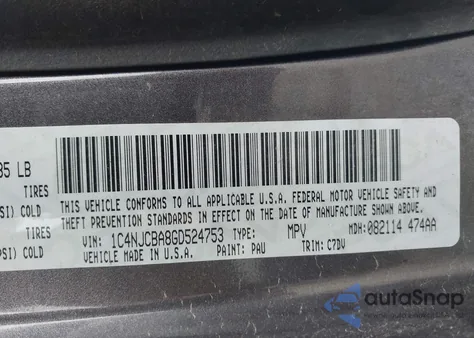 35 LB
TIRES
SI) COLD
TIRES
PSI) COLD
THIS VEHICLE CONFORMS TO ALL APPLICABLE U.S.A. FEDERAL MOTOR VEHICLE SAFETY AND
THEFT PREVENTION STANDARDS IN EFFECT ON THE DATE OF MANUFACTURE SHOWN ABOVE.
VIN: 1C4NJCBA8GD524753 TYPE: MPV MDH: 082114 474AA
VEHICLE MADE IN U.S.A. PAINT: PAU TRIM: C7DV
autoSnap